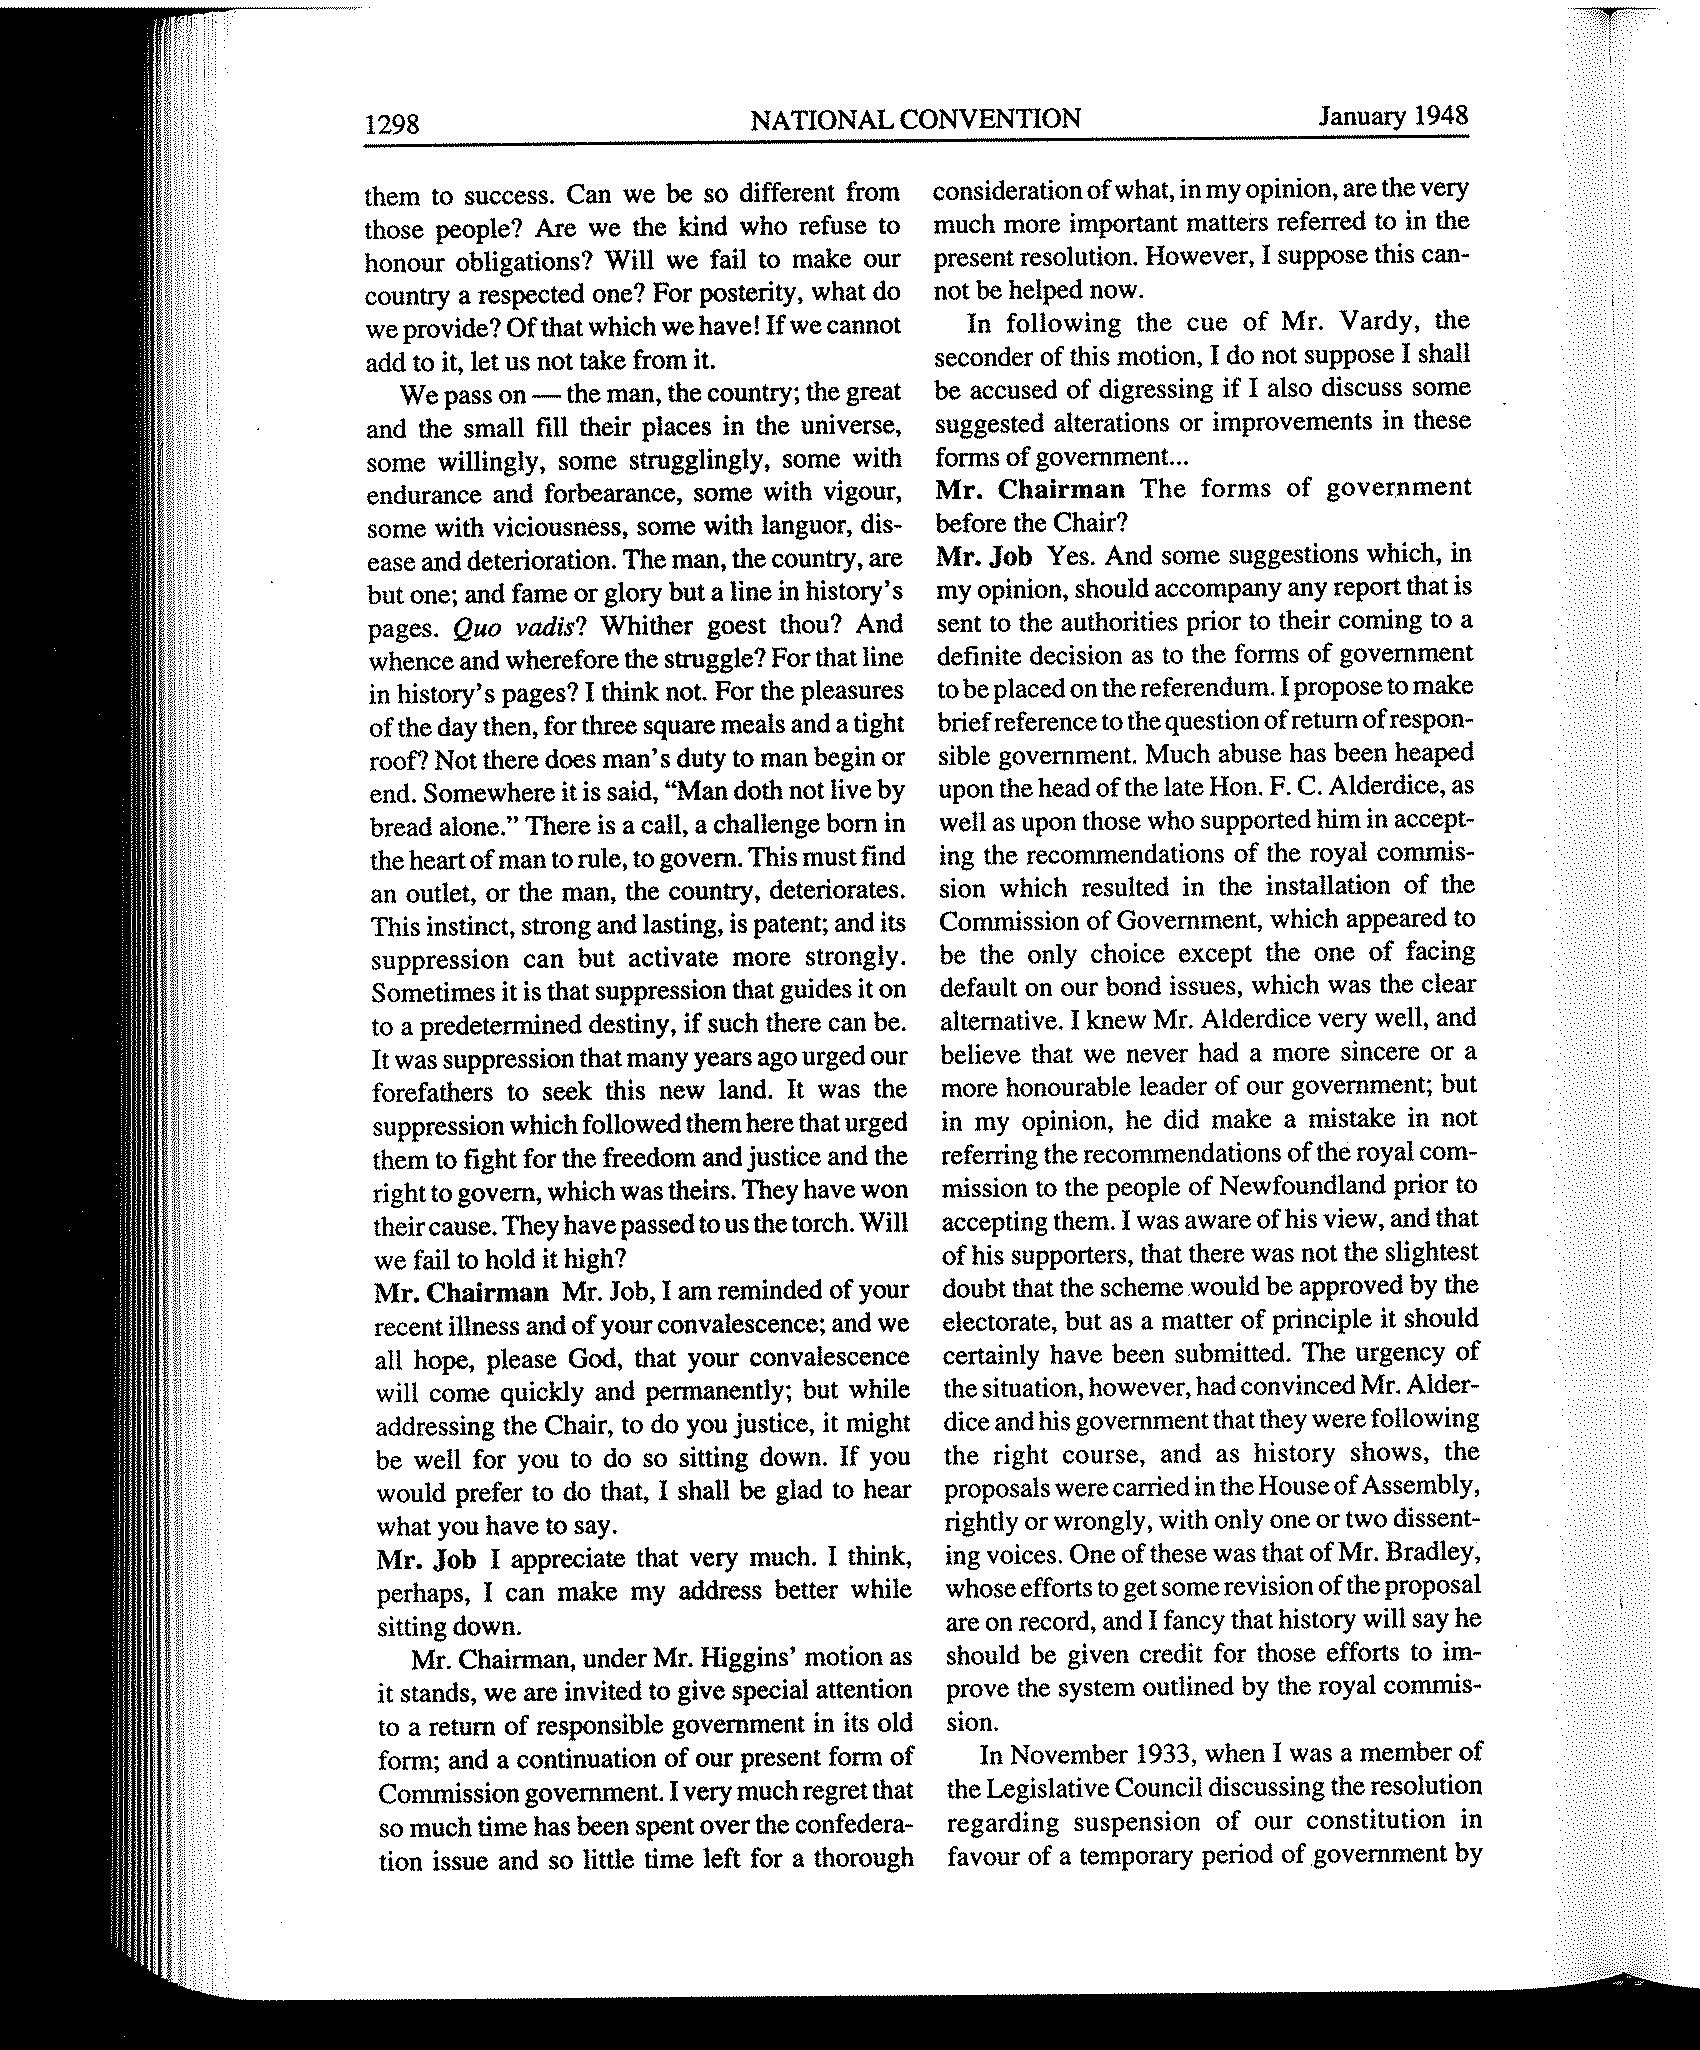 1298
NATIONAL CONVENTION
January 1948
them to success. Can we be so different from
those people? Are we the kind who refuse to
honour obligations? Will we fail to make our
country a respected one? For posterity, what do
we provide? Of that which we have! If we cannot
add to it, let us not take from it.
We pass on — the man, the country; the great
and the small fill their places in the universe,
some willingly, some strugglingly, some with
endurance and forbearance, some with vigour,
some with viciousness, some with languor, dis-
ease and deterioration. The man, the country, are
but one; and fame or glory but a line in history's
pages. Quo vadis? Whither goest thou? And
whence and wherefore the struggle? For that line
in history's pages? I think not. For the pleasures
of the day then, for three square meals and a tight
roof? Not there does man's duty to man begin or
end. Somewhere it is said, "Man doth not live by
bread alone." There is a call, a challenge born in
the heart of man to rule, to govern. This must find
an outlet, or the man, the country, deteriorates.
This instinct, strong and lasting, is patent; and its
suppression can but activate more strongly.
Sometimes it is that suppression that guides it on
to a predetermined destiny, if such there can be.
It was suppression that many years ago urged our
forefathers to seek this new land. It was the
suppression which followed them here that urged
them to fight for the freedom and justice and the
right to govern, which was theirs. They have won
their cause. They have passed to us the torch. Will
we fail to hold it high?
Mr. Chairman Mr. Job, I am reminded of your
recent illness and of your convalescence; and we
all hope, please God, that your convalescence
will come quickly and permanently; but while
addressing the Chair, to do you justice, it might
be well for you to do so sitting down. If you
would prefer to do that, I shall be glad to hear
what you have to say.
Mr. Job I appreciate that very much. I think,
perhaps, I can make my address better while
sitting down.
Mr. Chairman, under Mr. Higgins' motion as
it stands, we are invited to give special attention
to a return of responsible government in its old
form; and a continuation of our present form of
Commission government. I very much regret that
so much time has been spent over the confedera-
tion issue and so little time left for a thorough
consideration of what, in my opinion, are the very
much more important matters referred to in the
present resolution. However, I suppose this can-
not be helped now.
In following the cue of Mr. Vardy, the
seconder of this motion, I do not suppose I shall
be accused of digressing if I also discuss some
suggested alterations or improvements in these
forms of government...
Mr. Chairman The forms of government
before the Chair?
Mr. Job Yes. And some suggestions which, in
my opinion, should accompany any report that is
sent to the authorities prior to their coming to a
definite decision as to the forms of government
to be placed on the referendum. I propose to make
brief reference to the question of return of respon-
sible government. Much abuse has been heaped
upon the head of the late Hon. F. C. Alderdice, as
well as upon those who supported him in accept-
ing the recommendations of the royal commis-
sion which resulted in the installation of the
Commission of Government, which appeared to
be the only choice except the one of facing
default on our bond issues, which was the clear
alternative. I knew Mr. Alderdice very well, and
believe that we never had a more sincere or a
more honourable leader of our government; but
in my opinion, he did make a mistake in not
referring the recommendations of the royal com-
mission to the people of Newfoundland prior to
accepting them. I was aware of his view, and that
of his supporters, that there was not the slightest
doubt that the scheme would be approved by the
electorate, but as a matter of principle it should
certainly have been submitted. The urgency of
the situation, however, had convinced Mr. Alder-
dice and his government that they were following
the right course, and as history shows, the
proposals were carried in the House of Assembly,
rightly or wrongly, with only one or two dissent-
ing voices. One of these was that of Mr. Bradley,
whose efforts to get some revision of the proposal
are on record, and I fancy that history will say he
should be given credit for those efforts to im-
prove the system outlined by the royal commis-
sion.
In November 1933, when I was a member of
the Legislative Council discussing the resolution
regarding suspension of our constitution in
favour of a temporary period of government by